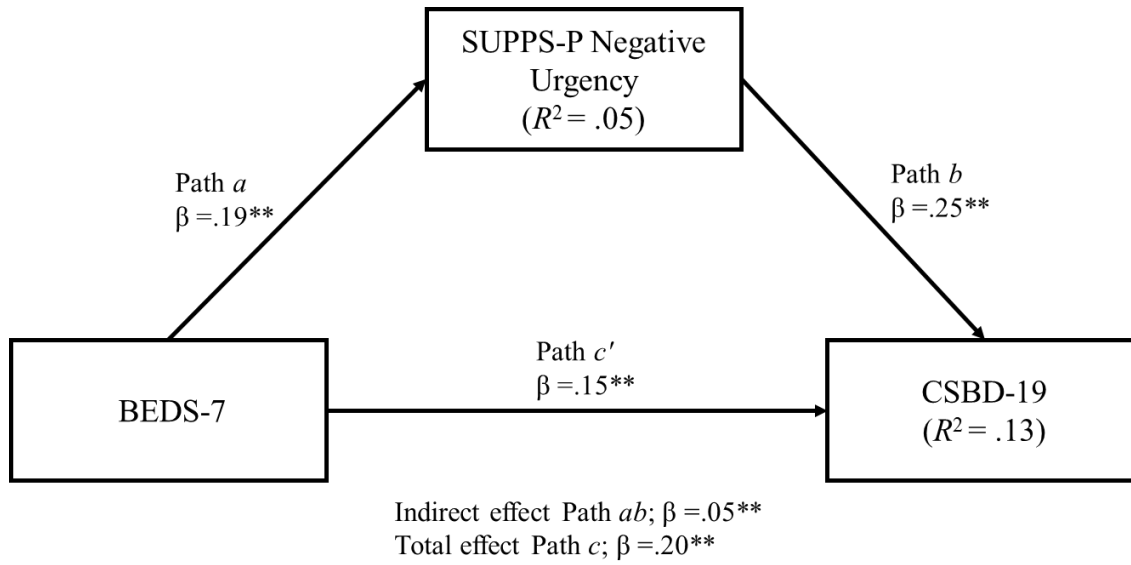 SUPPS-P Negative
Urgency
(R² = .05)
Path a
β =.19**
Path b
β =.25**
Path c′
β =.15**
BEDS-7
CSBD-19
(R² = .13)
Indirect effect Path ab; β =.05**
Total effect Path c; β =.20**